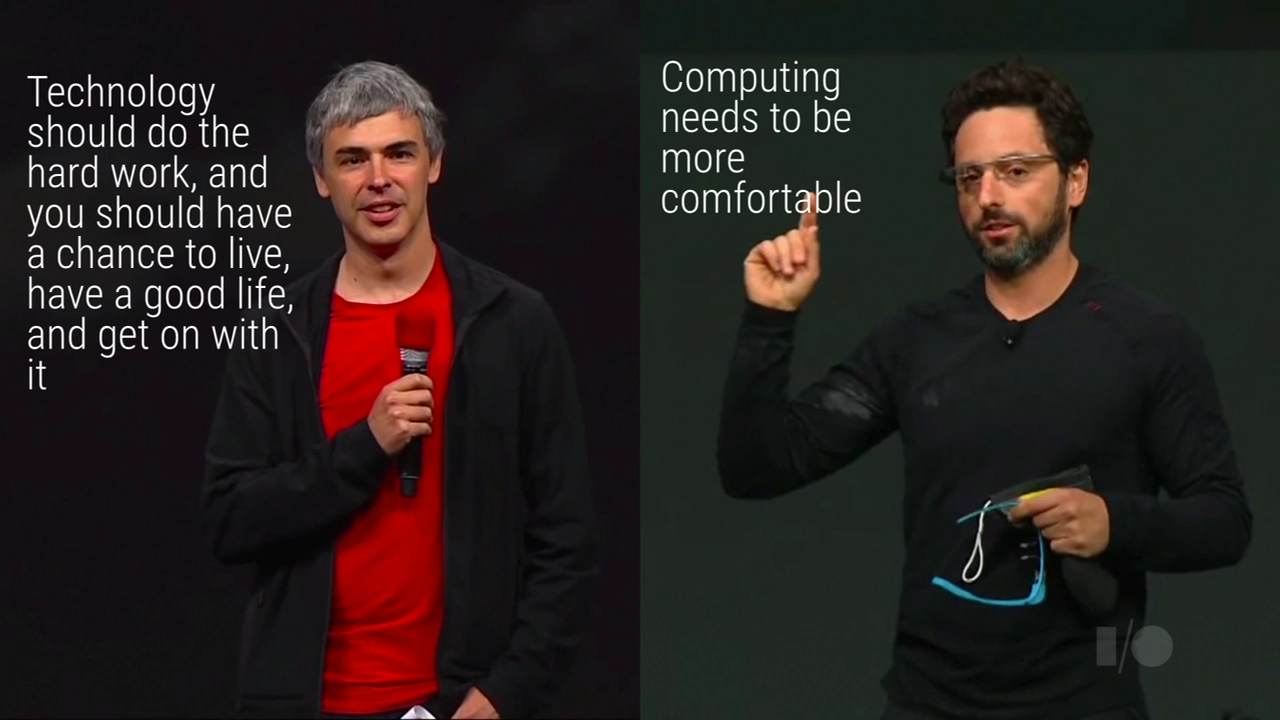 Technology
should do the
hard work, and
you should have
a chance to live,
have a good life,
and get on with
it
Computing
needs to be
more
comfortable
I/O